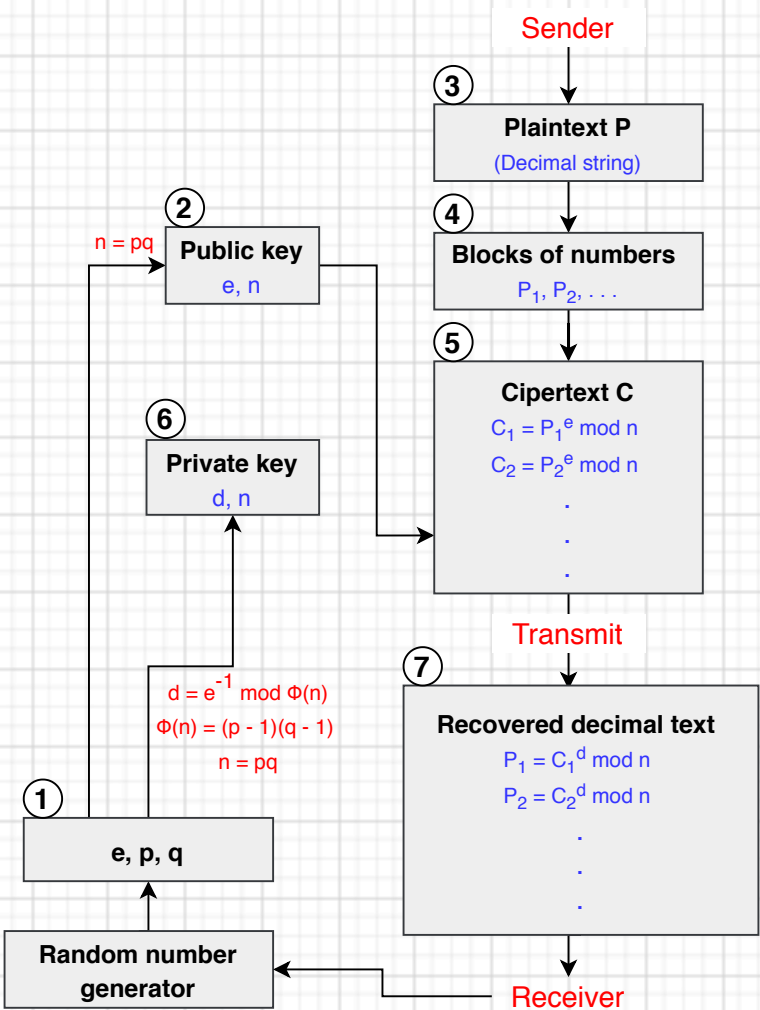 Sender
3
Plaintext P
(Decimal string)
2
n = pq
Public key
e, n
4
Blocks of numbers
P₁, P₂, . . .
5
Cipertext C
C₁ = P₁ᵉ mod n
C₂ = P₂ᵉ mod n
.
.
.
6
Private key
d, n
Transmit
d = e⁻¹ mod Φ(n)
Φ(n) = (p - 1)(q - 1)
n = pq
7
Recovered decimal text
P₁ = C₁ᵈ mod n
P₂ = C₂ᵈ mod n
.
.
.
1
e, p, q
Random number
generator
Receiver